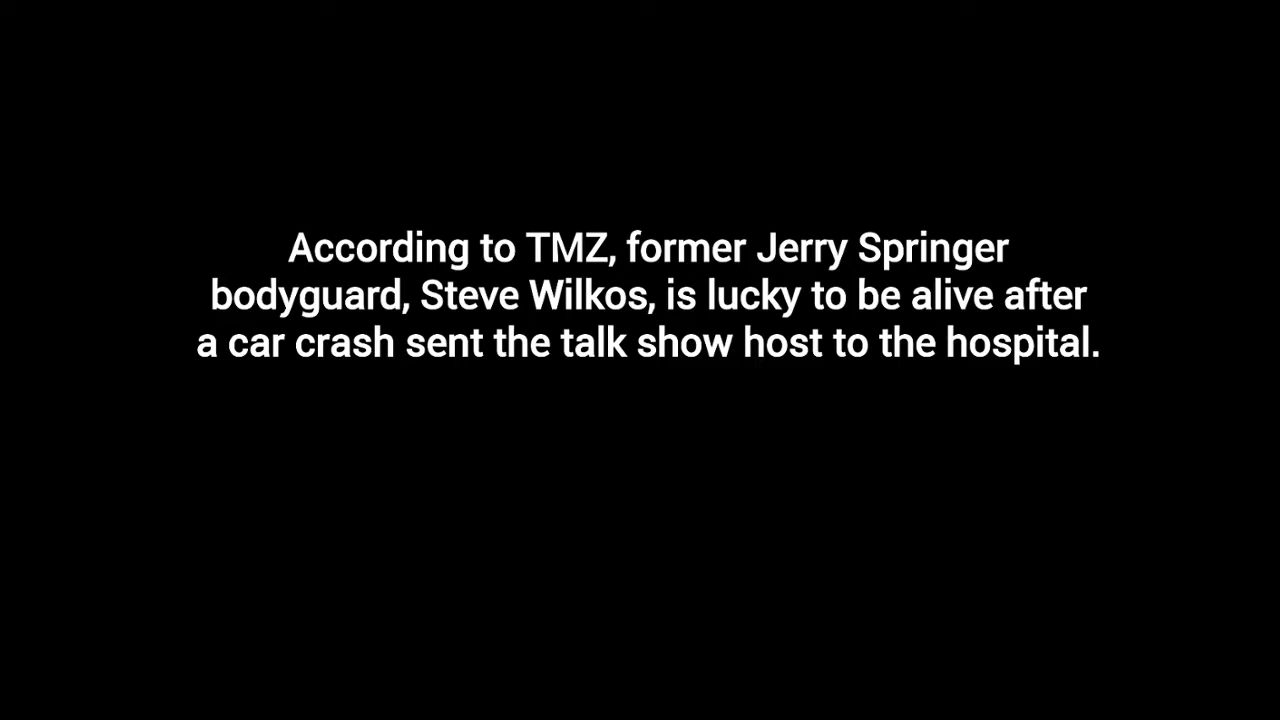 According to TMZ, former Jerry Springer
bodyguard, Steve Wilkos, is lucky to be alive after
a car crash sent the talk show host to the hospital.